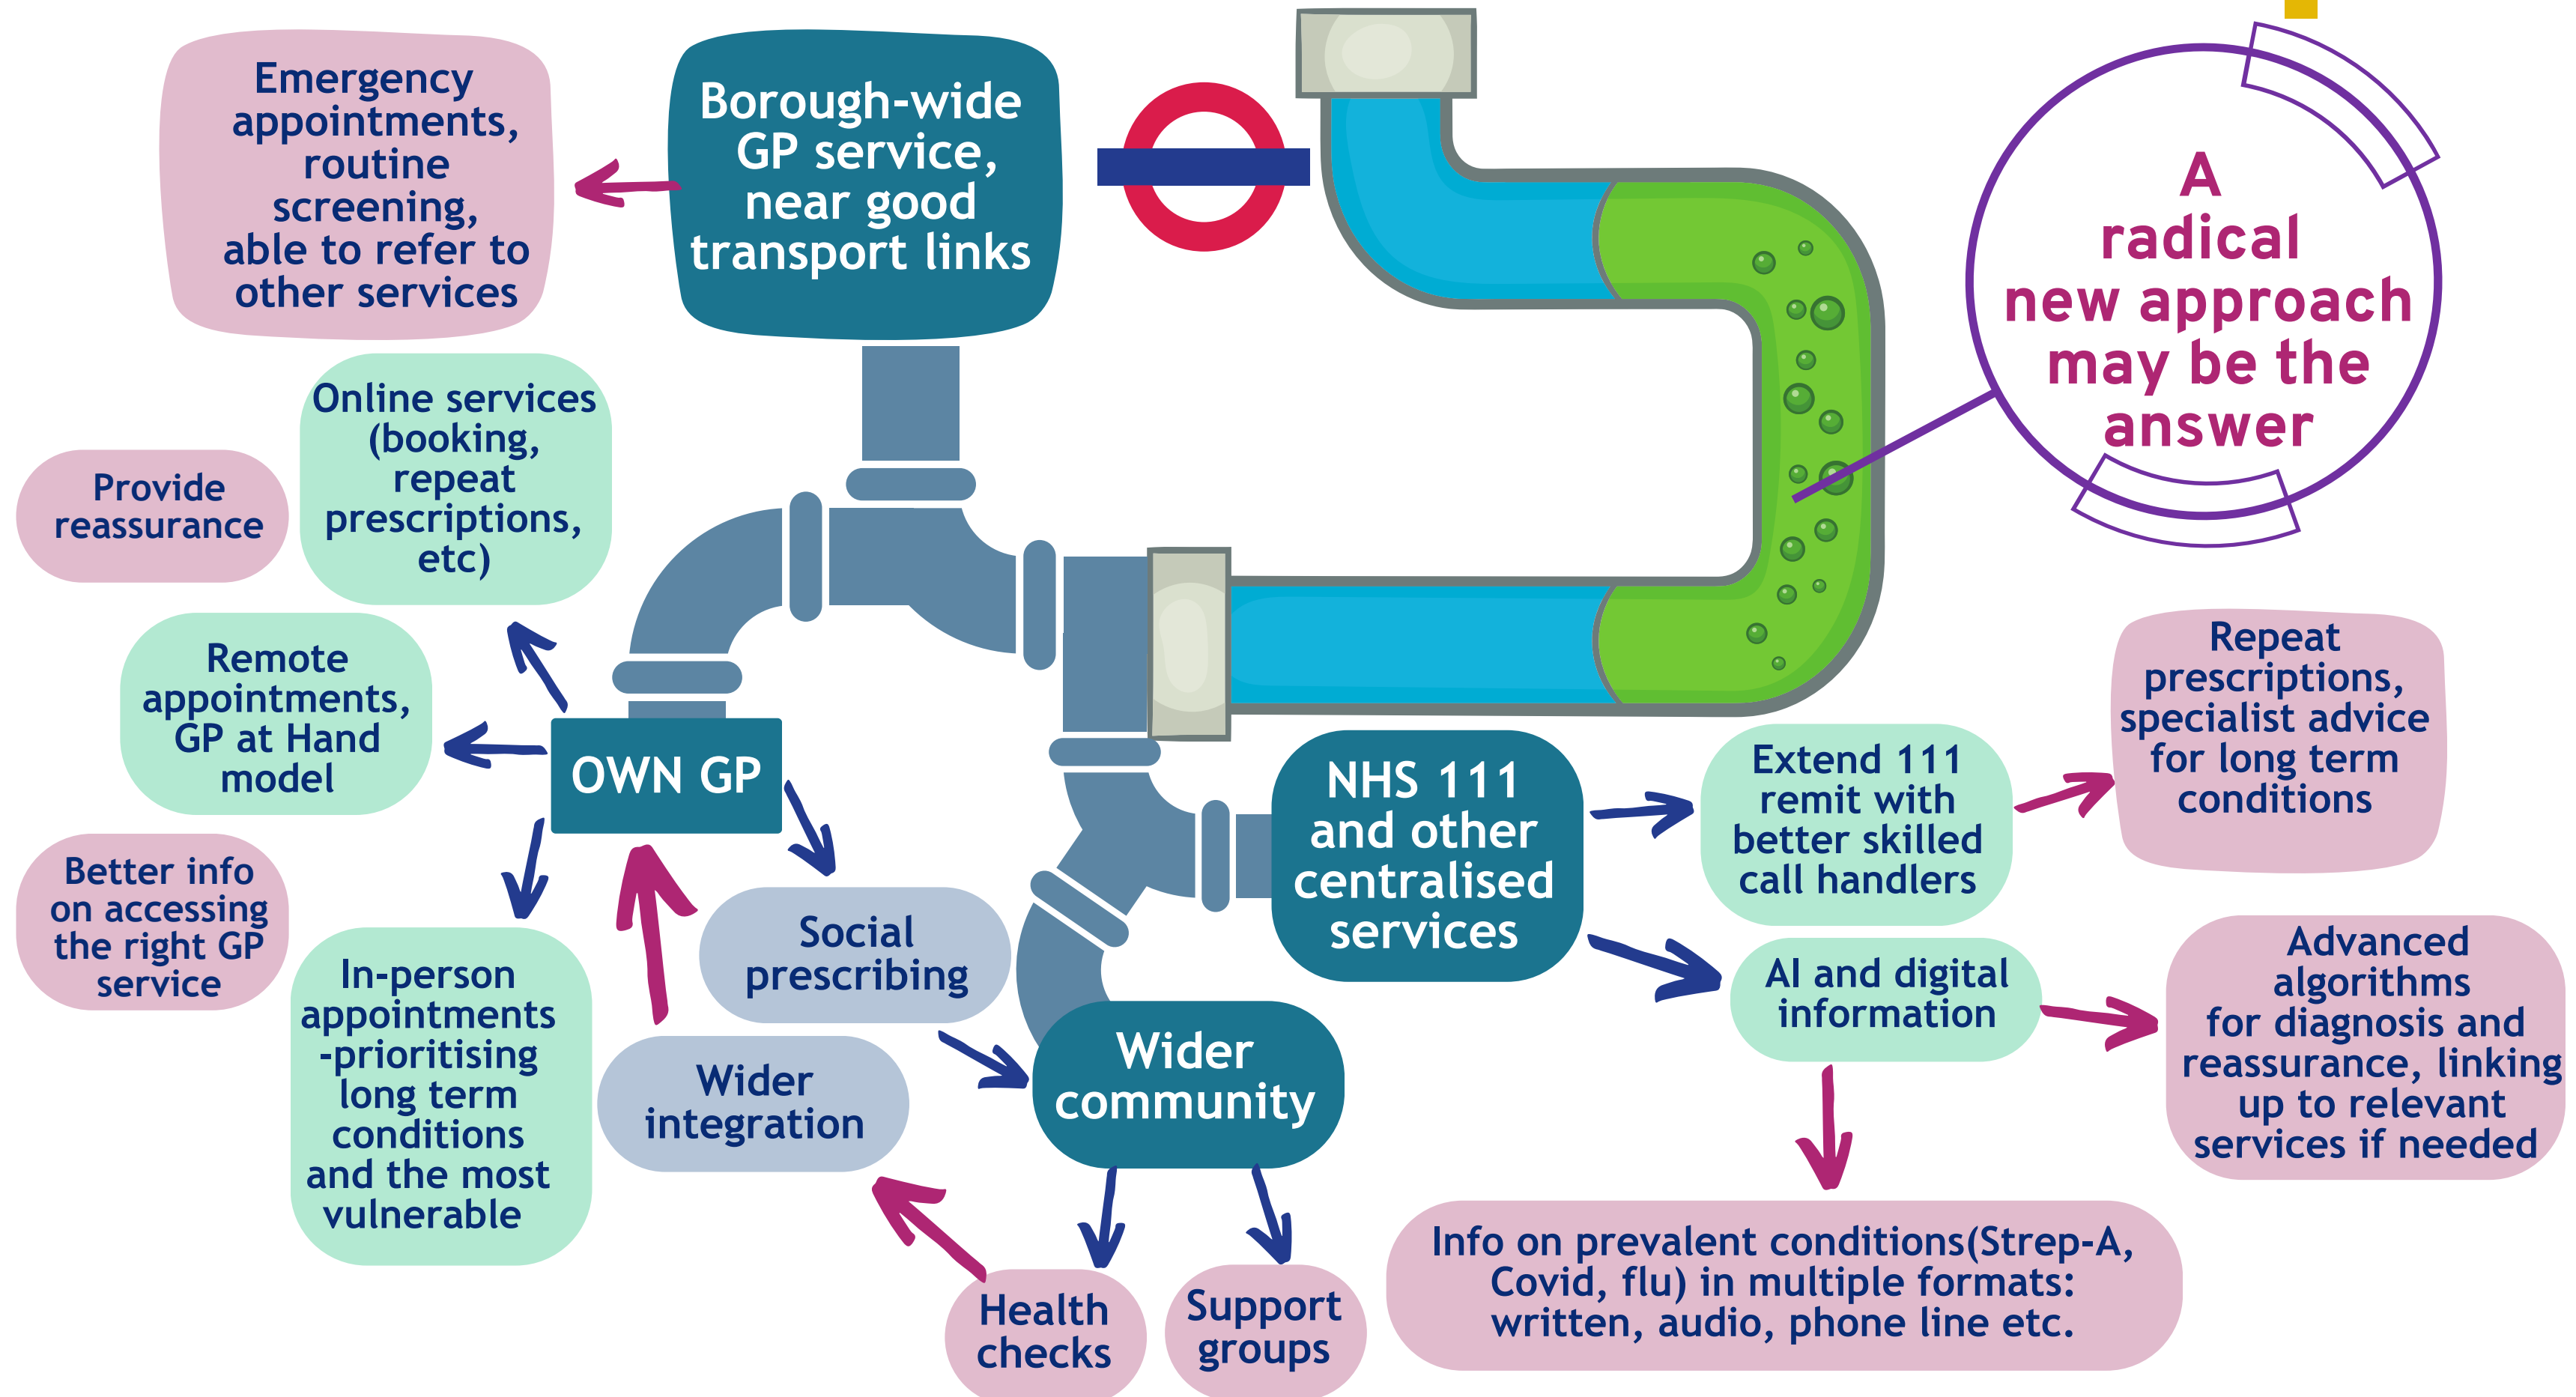 Emergency
appointments,
routine
screening,
able to refer to
other services
Borough-wide
GP service,
near good
transport links
A
radical
new approach
may be the
answer
Online services
(booking,
repeat
prescriptions,
etc)
Provide
reassurance
Remote
appointments,
GP at Hand
model
OWN GP
Better info
on accessing
the right GP
service
In-person
appointments
-prioritising
long term
conditions
and the most
vulnerable
Social
prescribing
Wider
integration
Wider
community
Health
checks
Support
groups
NHS 111
and other
centralised
services
Extend 111
remit with
better skilled
call handlers
Repeat
prescriptions,
specialist advice
for long term
conditions
AI and digital
information
Advanced
algorithms
for diagnosis and
reassurance, linking
up to relevant
services if needed
Info on prevalent conditions(Strep-A,
Covid, flu) in multiple formats:
written, audio, phone line etc.